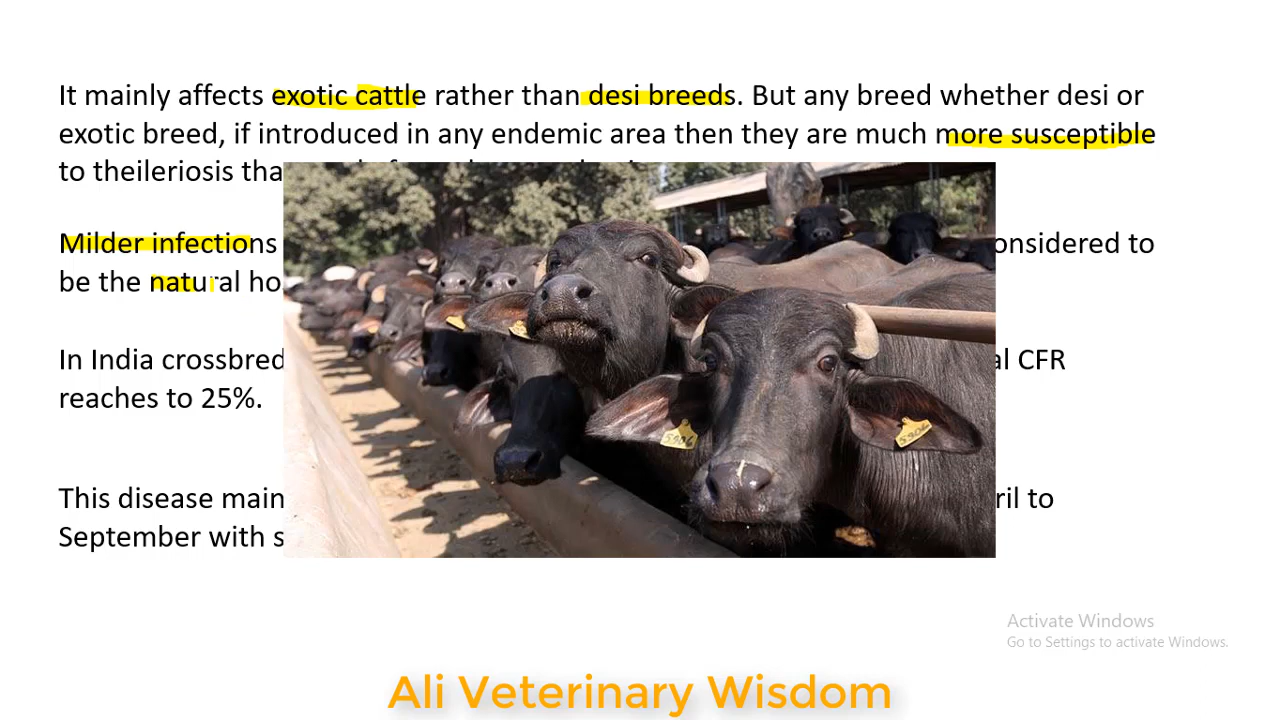 It mainly affects exotic cattle rather than desi breeds. But any breed whether desi or
exotic breed, if introduced in any endemic area then they are much more susceptible
to theileriosis tha
Milder infections onsidered to
be the natural ho
In India crossbred al CFR
reaches to 25%.
This disease main ril to
September with s
5306
Activate Windows
Go to Settings to activate Windows.
Ali Veterinary Wisdom